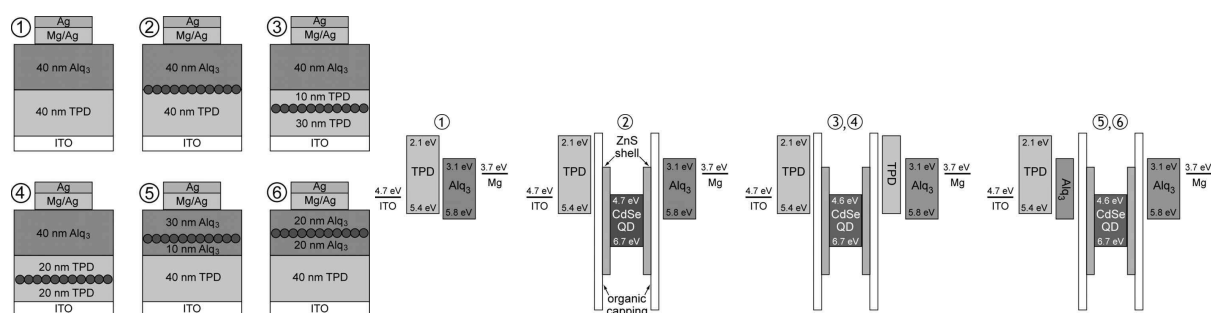 ①
Ag
Mg/Ag
40 nm Alq₃
40 nm TPD
ITO
②
Ag
Mg/Ag
40 nm Alq₃
40 nm TPD
ITO
③
Ag
Mg/Ag
40 nm Alq₃
10 nm TPD
30 nm TPD
ITO
④
Ag
Mg/Ag
40 nm Alq₃
20 nm TPD
20 nm TPD
ITO
⑤
Ag
Mg/Ag
30 nm Alq₃
10 nm Alq₃
40 nm TPD
ITO
⑥
Ag
Mg/Ag
20 nm Alq₃
20 nm Alq₃
40 nm TPD
ITO
①
2.1 eV
TPD
5.4 eV
4.7 eV
ITO
3.1 eV
Alq₃
5.8 eV
3.7 eV
Mg
②
ZnS
shell
2.1 eV
TPD
5.4 eV
4.7 eV
ITO
4.7 eV
CdSe
QD
6.7 eV
3.1 eV
Alq₃
5.8 eV
3.7 eV
Mg
organic
capping
③,④
2.1 eV
TPD
5.4 eV
4.7 eV
ITO
4.6 eV
CdSe
QD
6.7 eV
TPD
3.1 eV
Alq₃
5.8 eV
3.7 eV
Mg
⑤,⑥
2.1 eV
TPD
5.4 eV
4.7 eV
ITO
Alq₃
4.6 eV
CdSe
QD
6.7 eV
3.1 eV
Alq₃
5.8 eV
3.7 eV
Mg